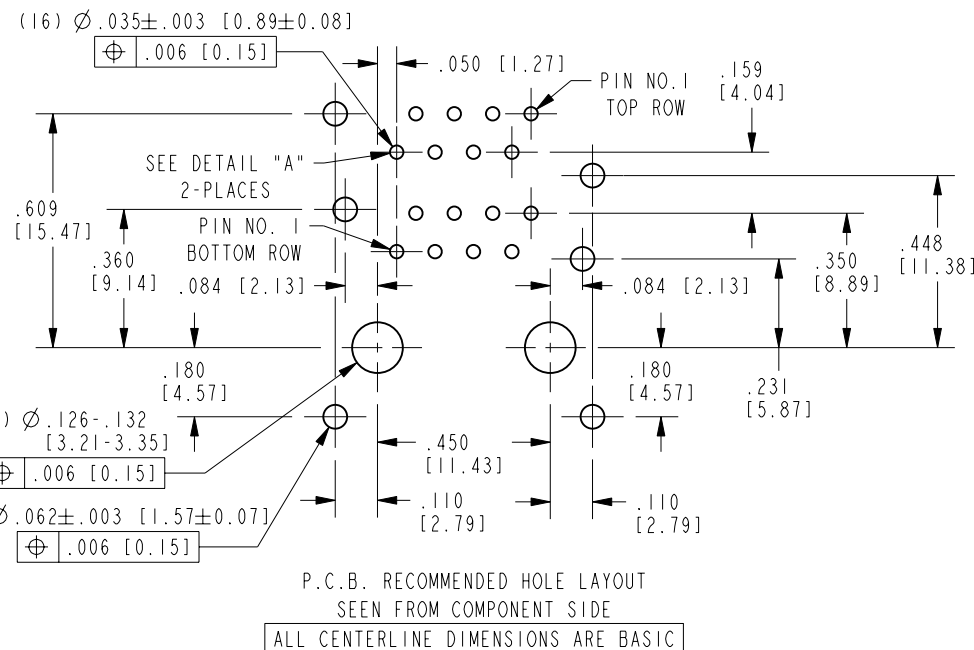 (16) Ø .035±.003 [0.89±0.08]
⌖ .006 [0.15]
.050 [1.27]
PIN NO.1
TOP ROW
.159
[4.04]
SEE DETAIL "A"
2-PLACES
.609
[15.47]
PIN NO. 1
BOTTOM ROW
.360
[9.14]
.084 [2.13]
.084 [2.13]
.350
[8.89]
.448
[11.38]
.180
[4.57]
.180
[4.57]
.231
[5.87]
) Ø .126-.132
[3.21-3.35]
⌖ .006 [0.15]
.450
[11.43]
Ø .062±.003 [1.57±0.07]
⌖ .006 [0.15]
.110
[2.79]
.110
[2.79]
P.C.B. RECOMMENDED HOLE LAYOUT
SEEN FROM COMPONENT SIDE
ALL CENTERLINE DIMENSIONS ARE BASIC